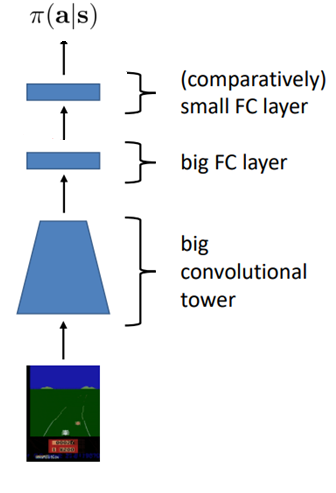 π(a|s)
(comparatively)
small FC layer
big FC layer
big
convolutional
tower